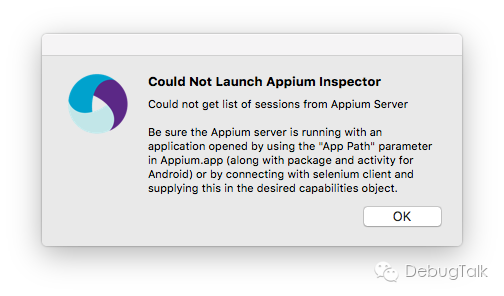 Could Not Launch Appium Inspector
Could not get list of sessions from Appium Server
Be sure the Appium server is running with an
application opened by using the "App Path" parameter
in Appium.app (along with package and activity for
Android) or by connecting with selenium client and
supplying this in the desired capabilities object.
OK
DebugTalk